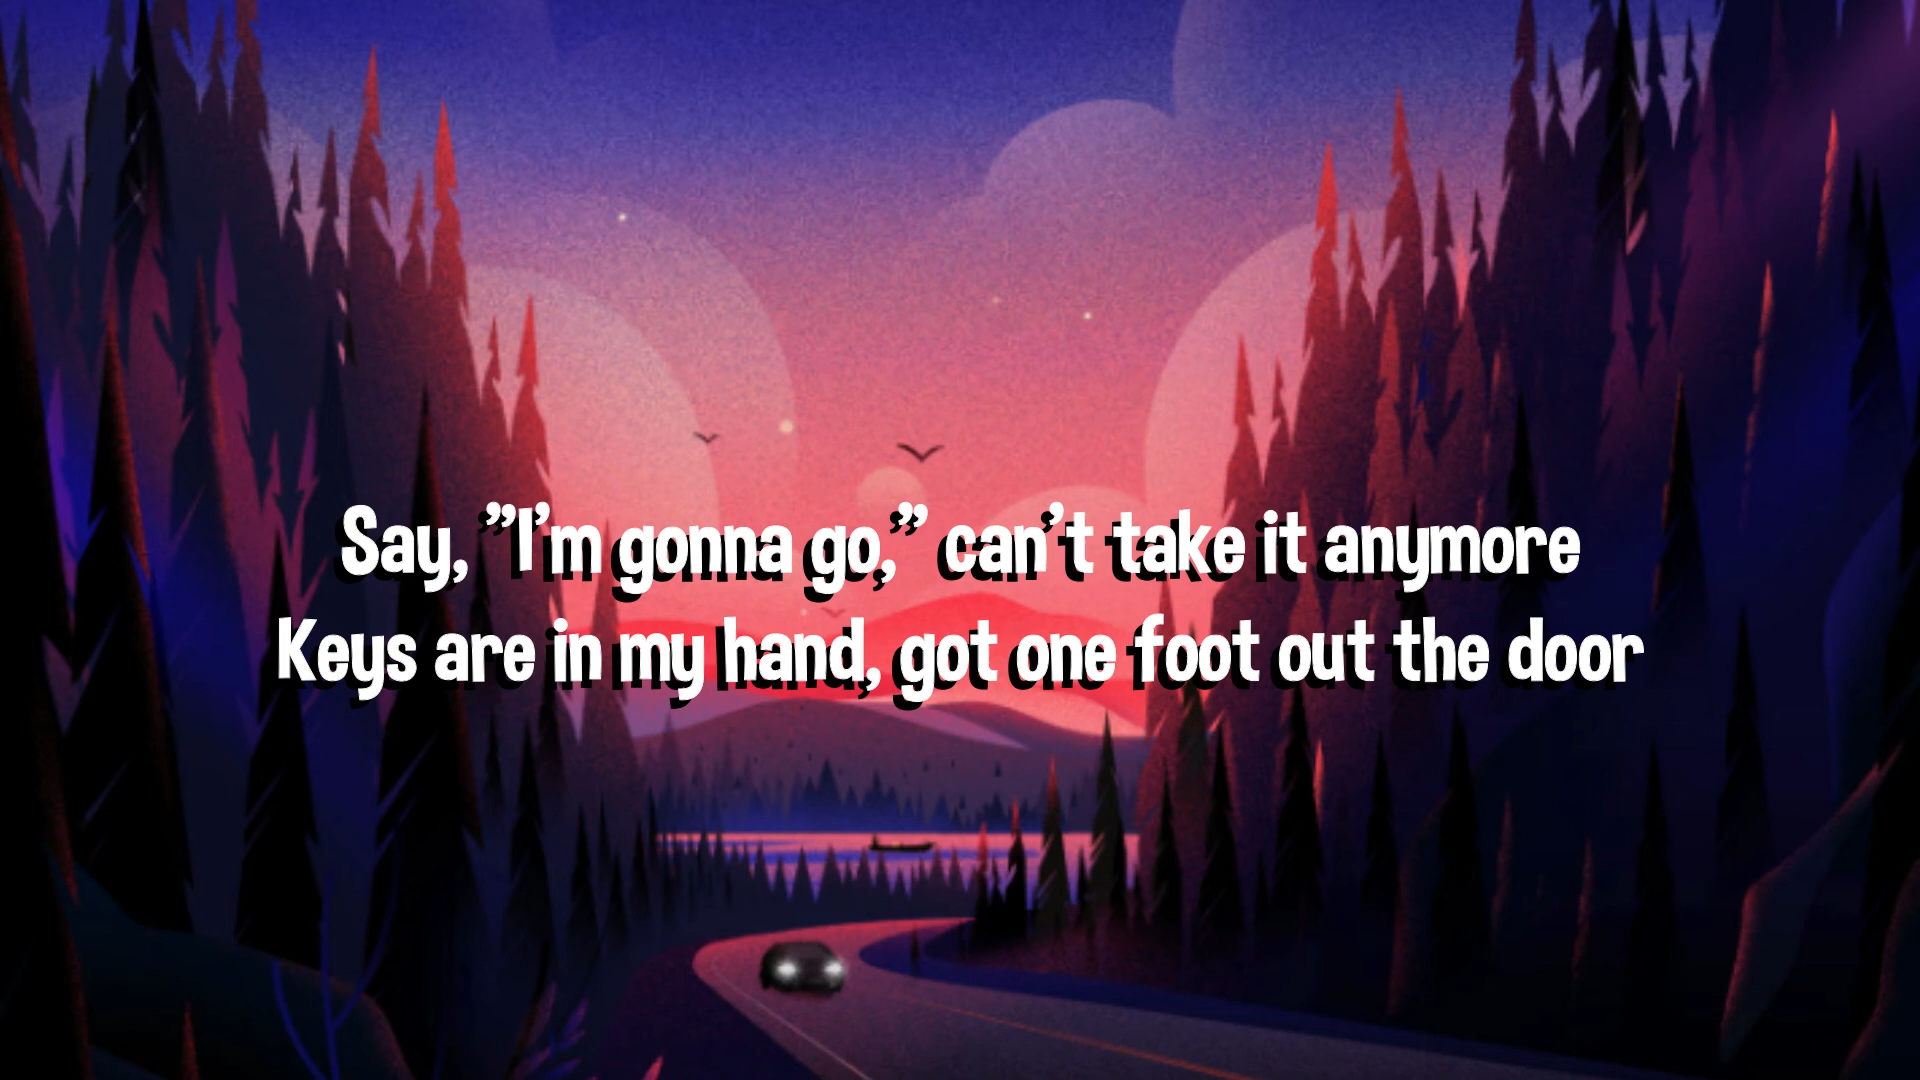 Say, ”I’m gonna go,” can’t take it anymore
Keys are in my hand, got one foot out the door